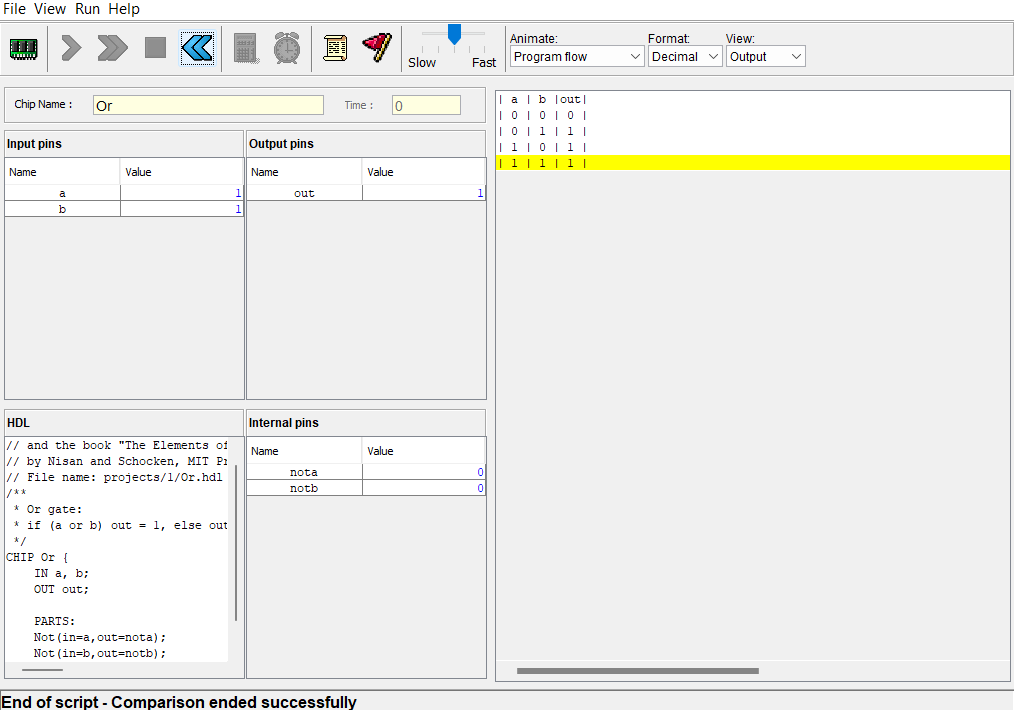 File View Run Help
Slow Fast
Animate: Format: View:
Program flow Decimal Output
Chip Name : Or Time : 0
Input pins
Name Value
a 1
b 1
Output pins
Name Value
out 1
HDL
// and the book "The Elements of
// by Nisan and Schocken, MIT Pr
// File name: projects/1/Or.hdl
/**
* Or gate:
* if (a or b) out = 1, else out
*/
CHIP Or {
IN a, b;
OUT out;
PARTS:
Not(in=a,out=nota);
Not(in=b,out=notb);
Internal pins
Name Value
nota 0
notb 0
| a | b |out|
| 0 | 0 | 0 |
| 0 | 1 | 1 |
| 1 | 0 | 1 |
| 1 | 1 | 1 |
End of script - Comparison ended successfully